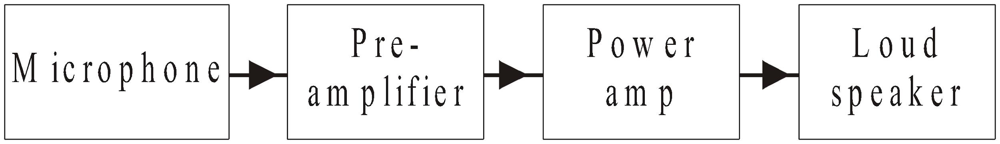 Microphone
Pre-
amplifier
Power
amp
Loud
speaker